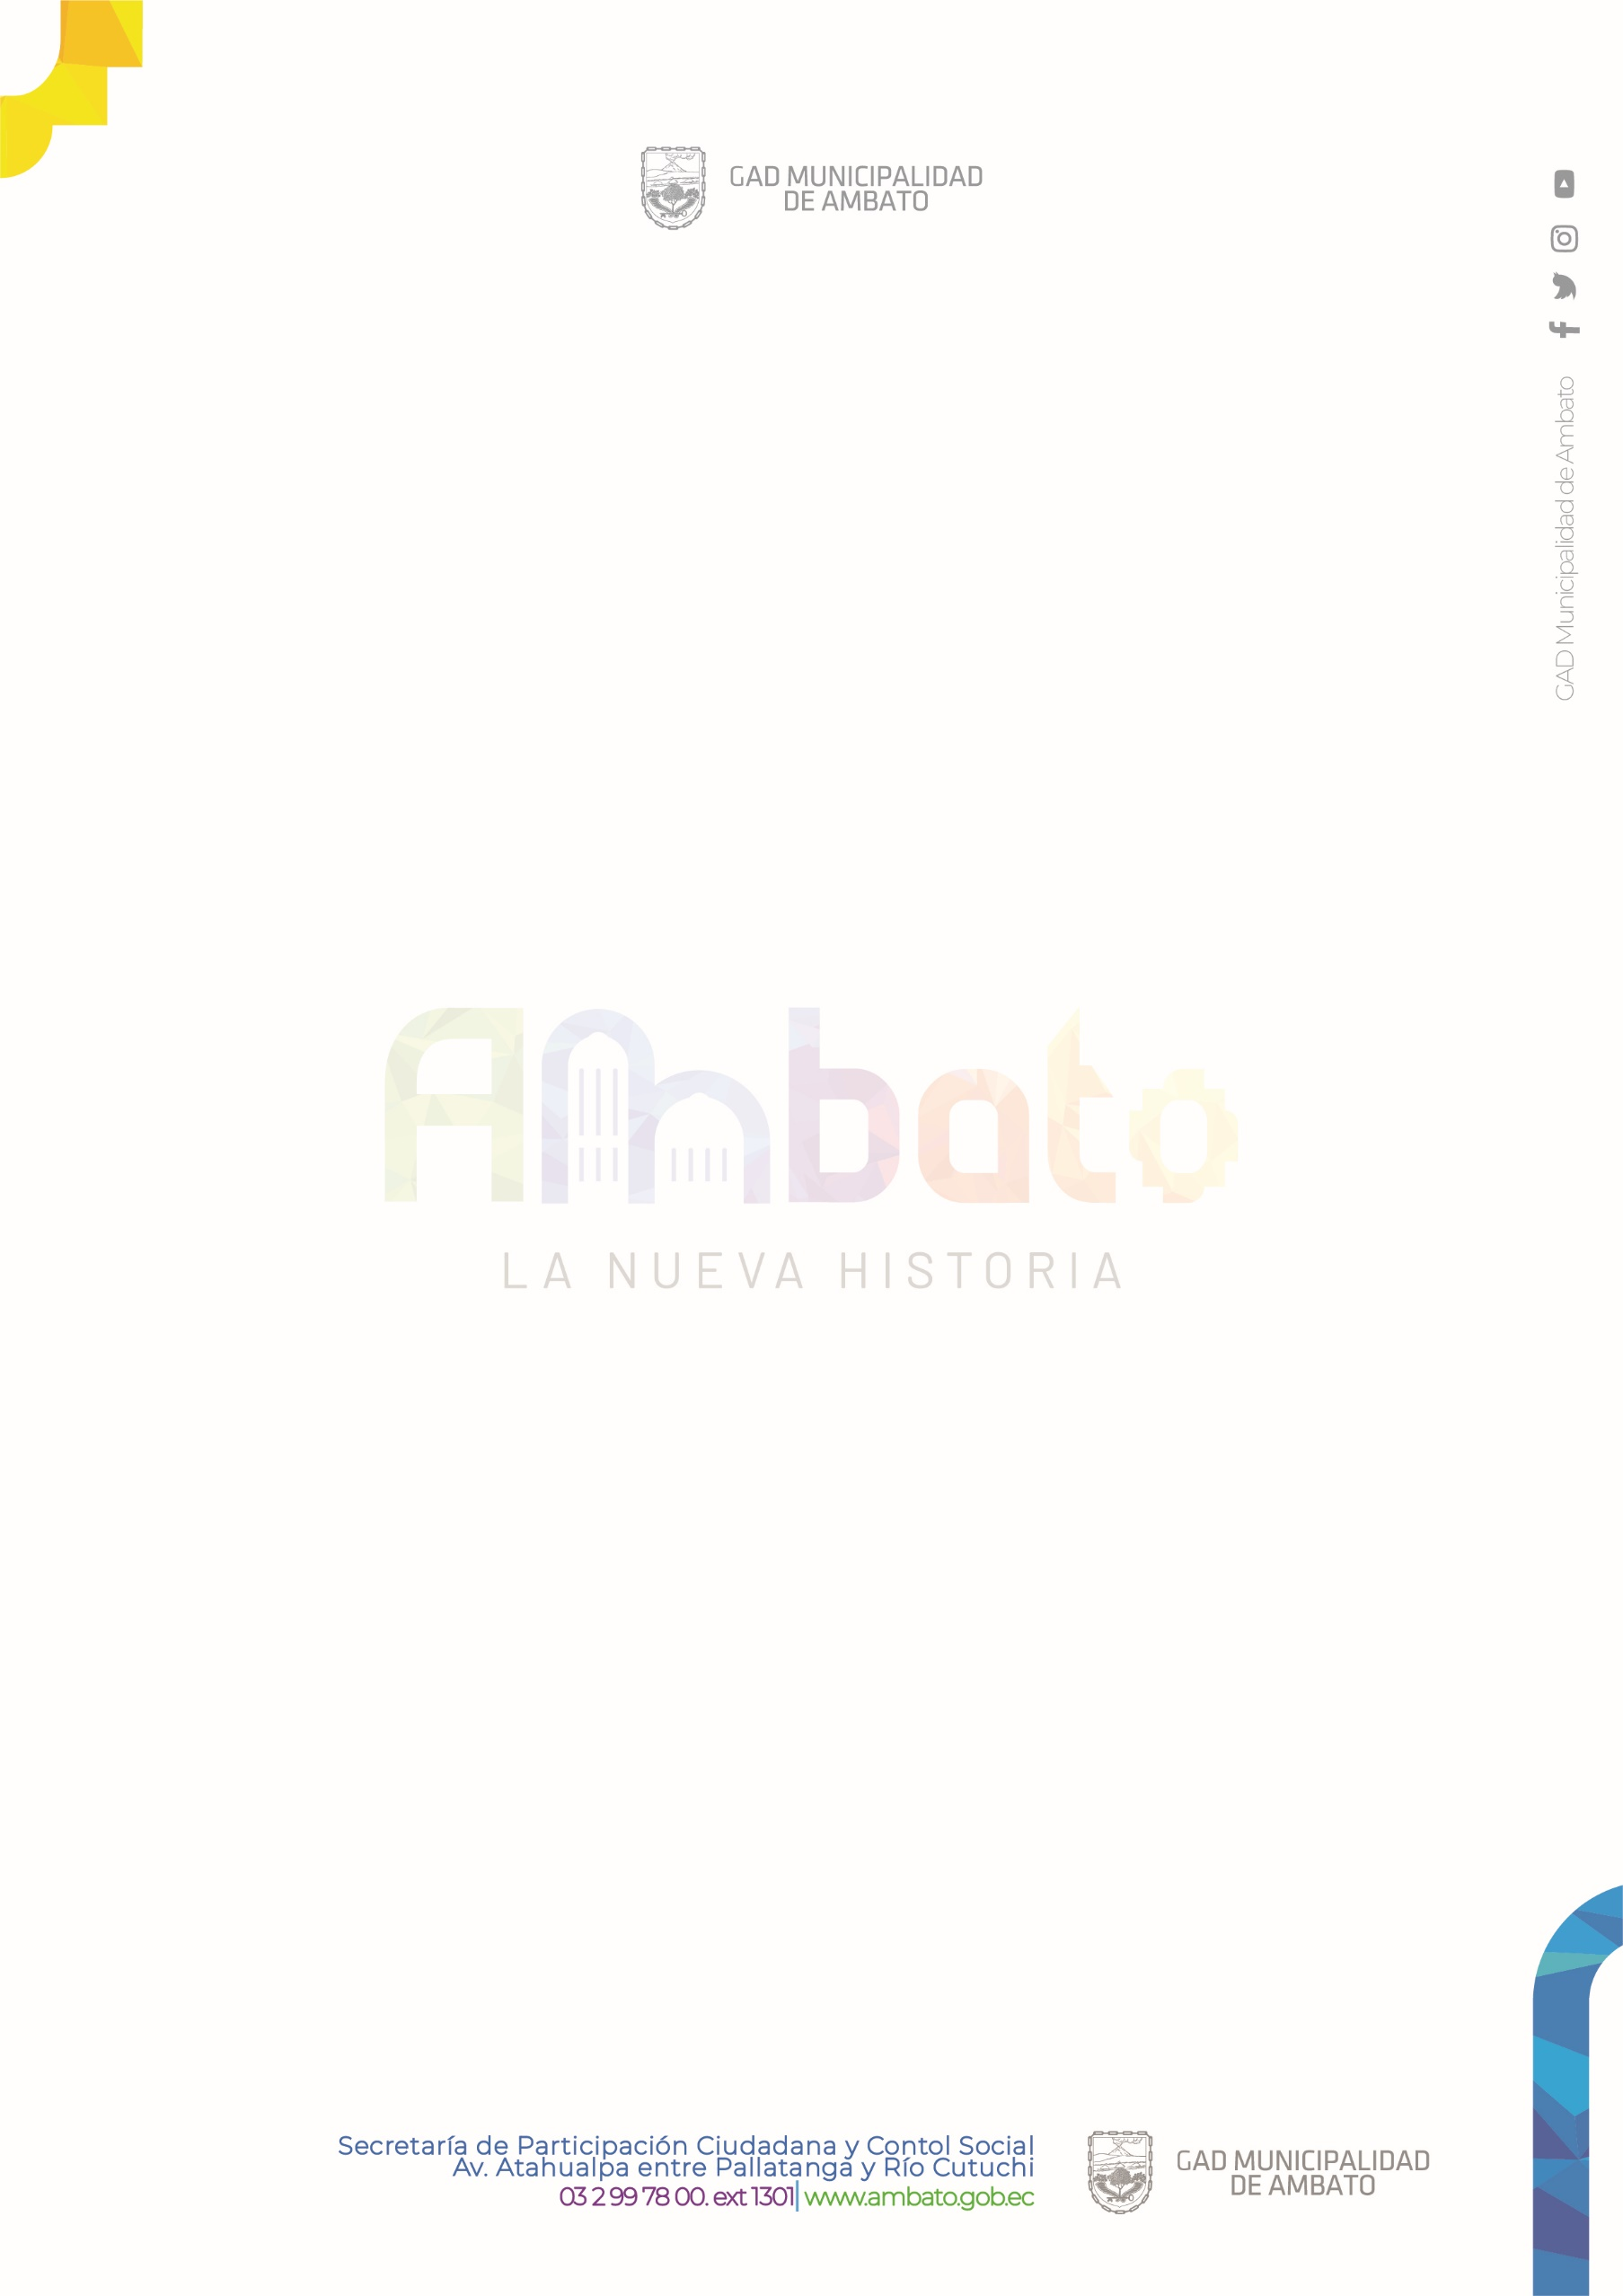 GAD MUNICIPALIDAD
DE AMBATO
GAD Municipalidad de Ambato
Ambato
LA NUEVA HISTORIA
Secretaría de Participación Ciudadana y Contol Social
Av. Atahualpa entre Pallatanga y Río Cutuchi
03 2 99 78 00. ext 1301| www.ambato.gob.ec
GAD MUNICIPALIDAD
DE AMBATO